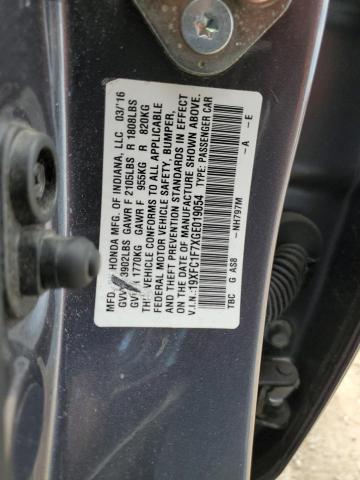 MFD. BY HONDA MFG. OF INDIANA, LLC 03/'16
GVWR 3902LBS GAWR F 2105LBS R 1808LBS
GVWR 1770KG GAWR F 955KG R 820KG
THIS VEHICLE CONFORMS TO ALL APPLICABLE
FEDERAL MOTOR VEHICLE SAFETY, BUMPER,
AND THEFT PREVENTION STANDARDS IN EFFECT
ON THE DATE OF MANUFACTURE SHOWN ABOVE.
V.I.N.: 19XFC1F7XGE019054 TYPE: PASSENGER CAR
-NH797M -A -E
TBC G AS8